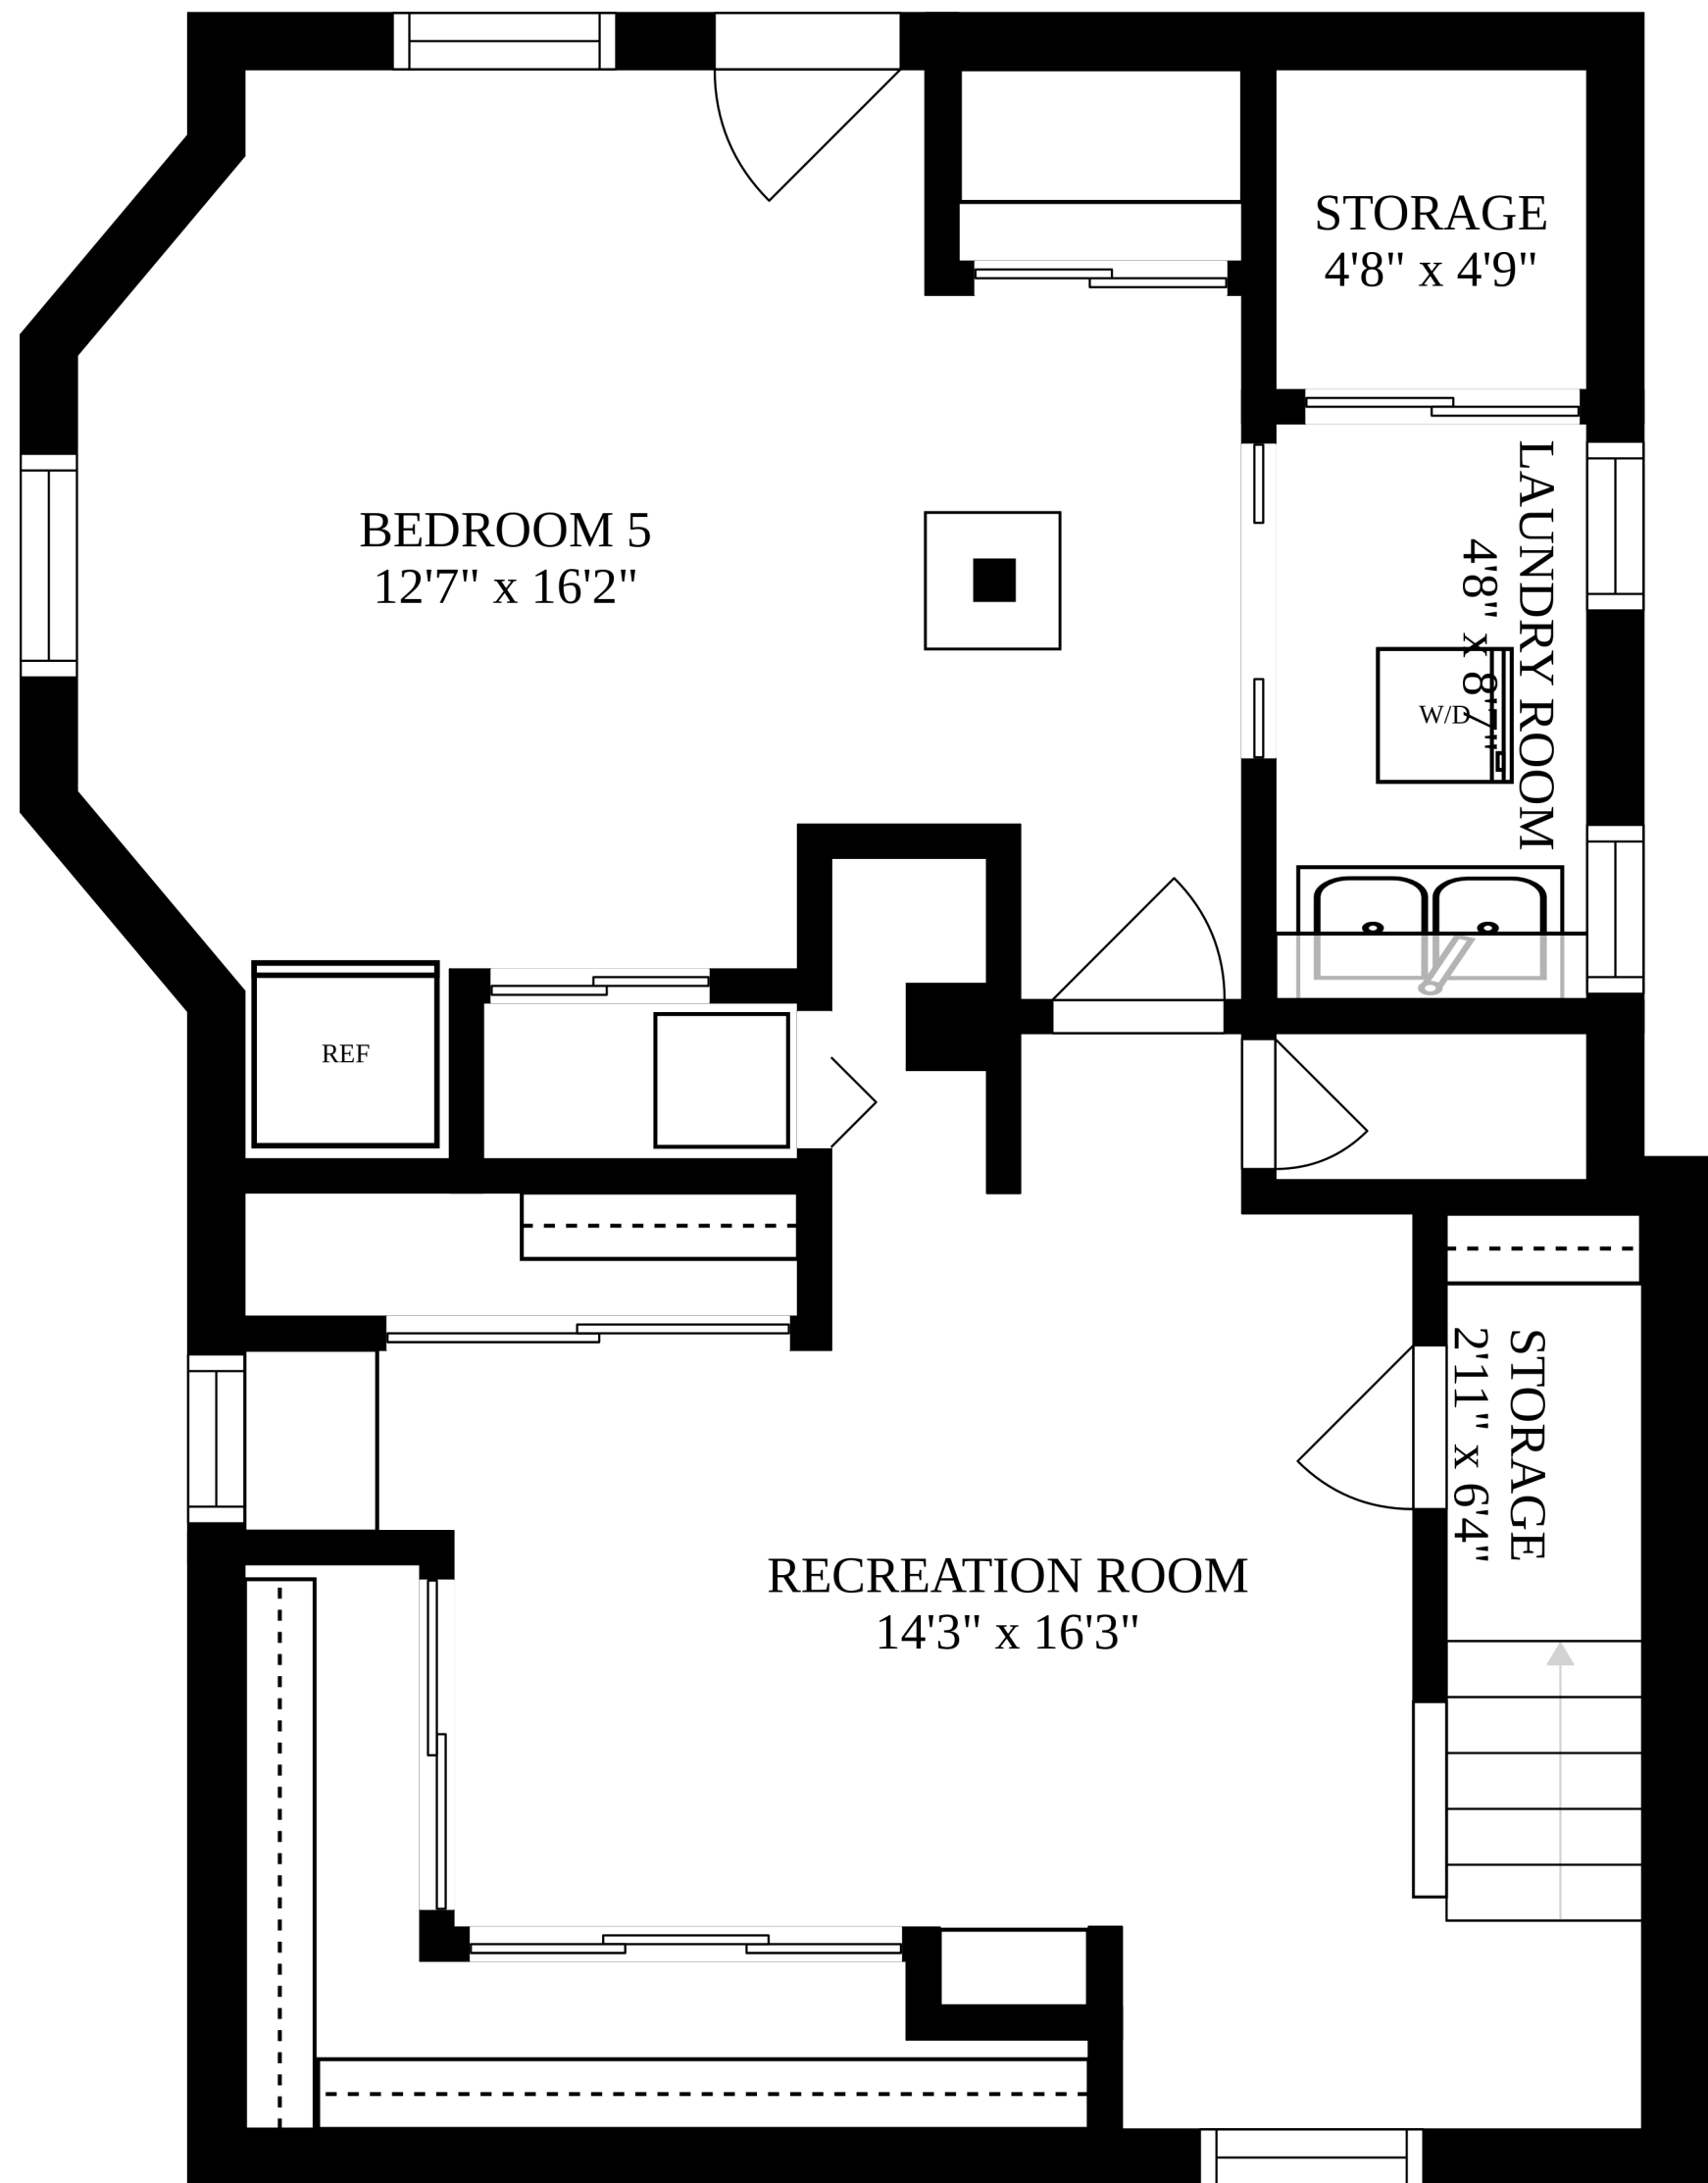 STORAGE
4'8" x 4'9"
BEDROOM 5
12'7" x 16'2"
LAUNDRY ROOM
4'8" x 8'7"
W/D
REF
STORAGE
2'11" x 6'4"
RECREATION ROOM
14'3" x 16'3"